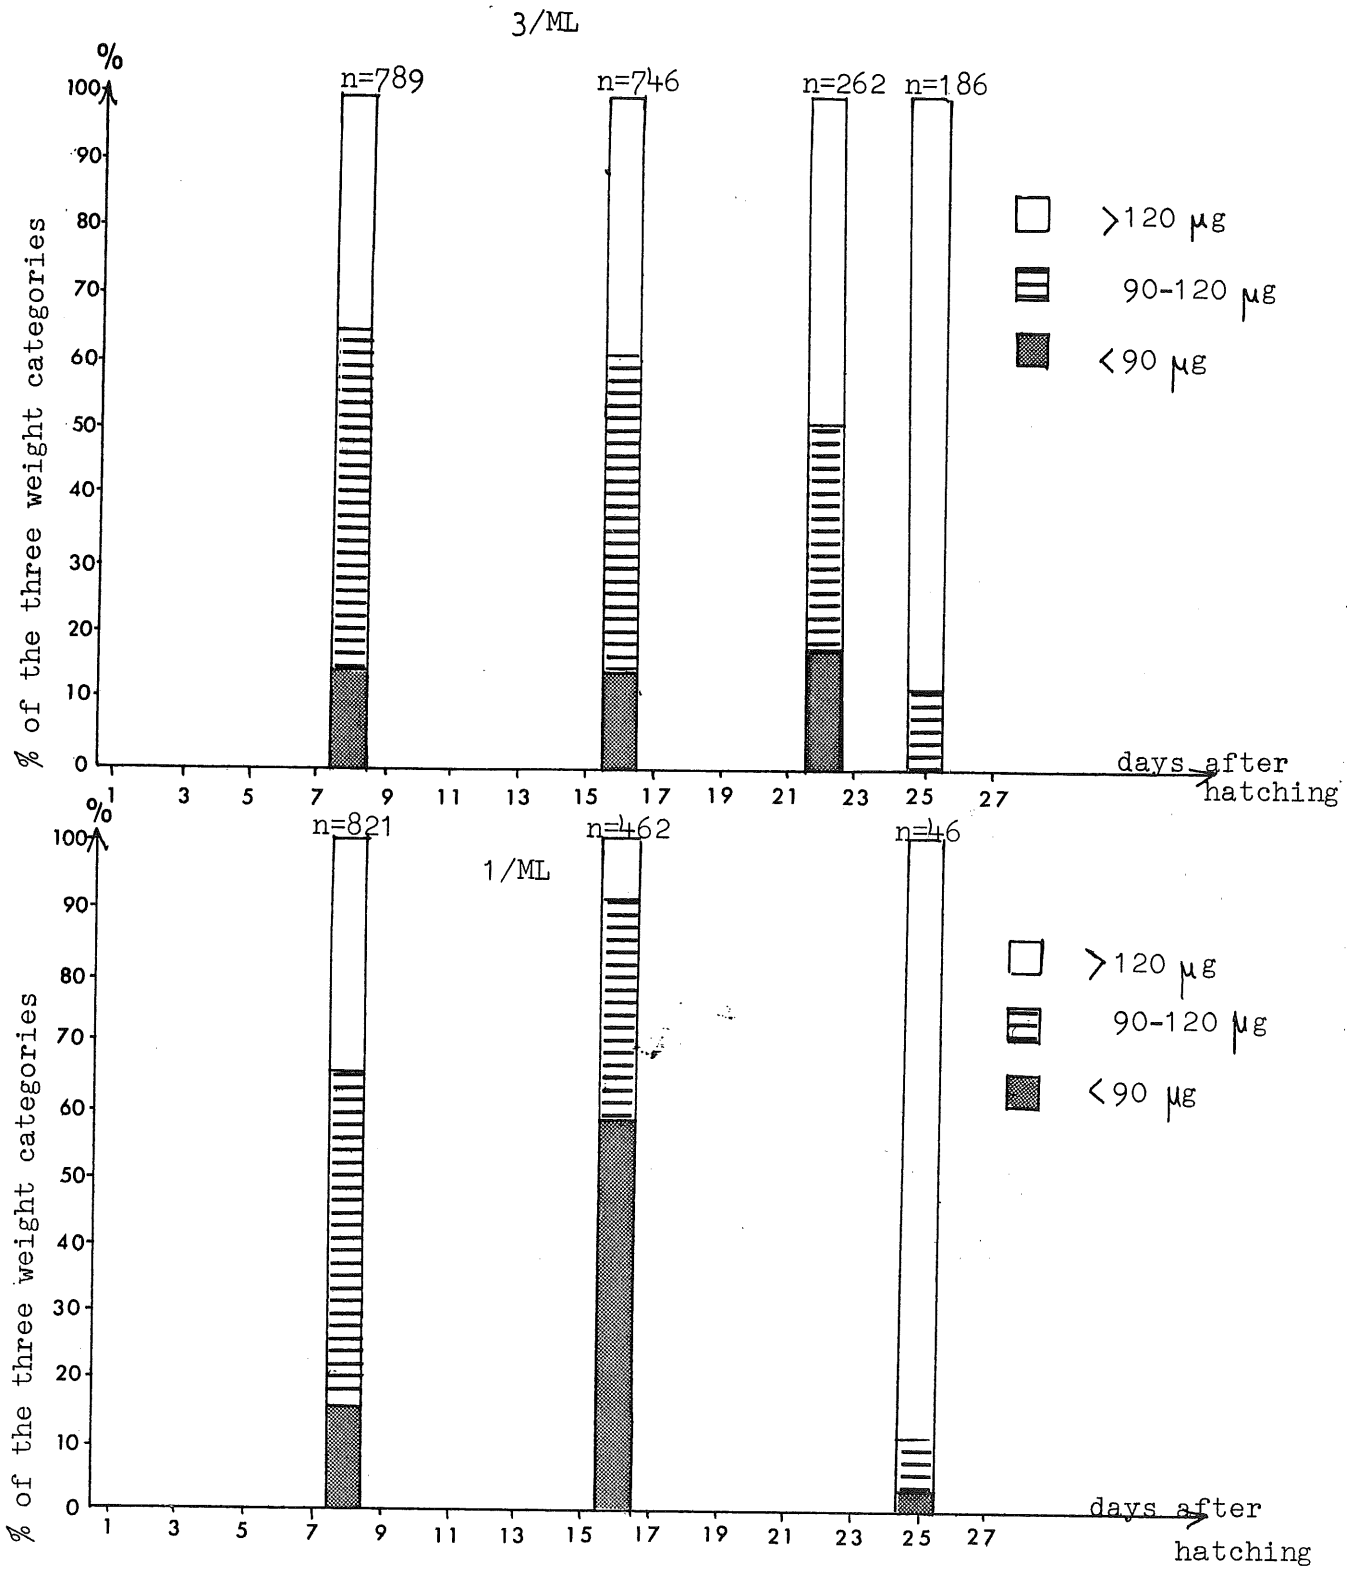 3/ML
%
n=789
n=746
n=262
n=186
100
90
80
70
60
50
40
30
20
10
0
% of the three weight categories
>120 µg
90-120 µg
<90 µg
1 3 5 7 9 11 13 15 17 19 21 23 25 27
days after
hatching
%
n=821
n=462
n=46
1/ML
100
90
80
70
60
50
40
30
20
10
0
% of the three weight categories
>120 µg
90-120 µg
<90 µg
1 3 5 7 9 11 13 15 17 19 21 23 25 27
days after
hatching